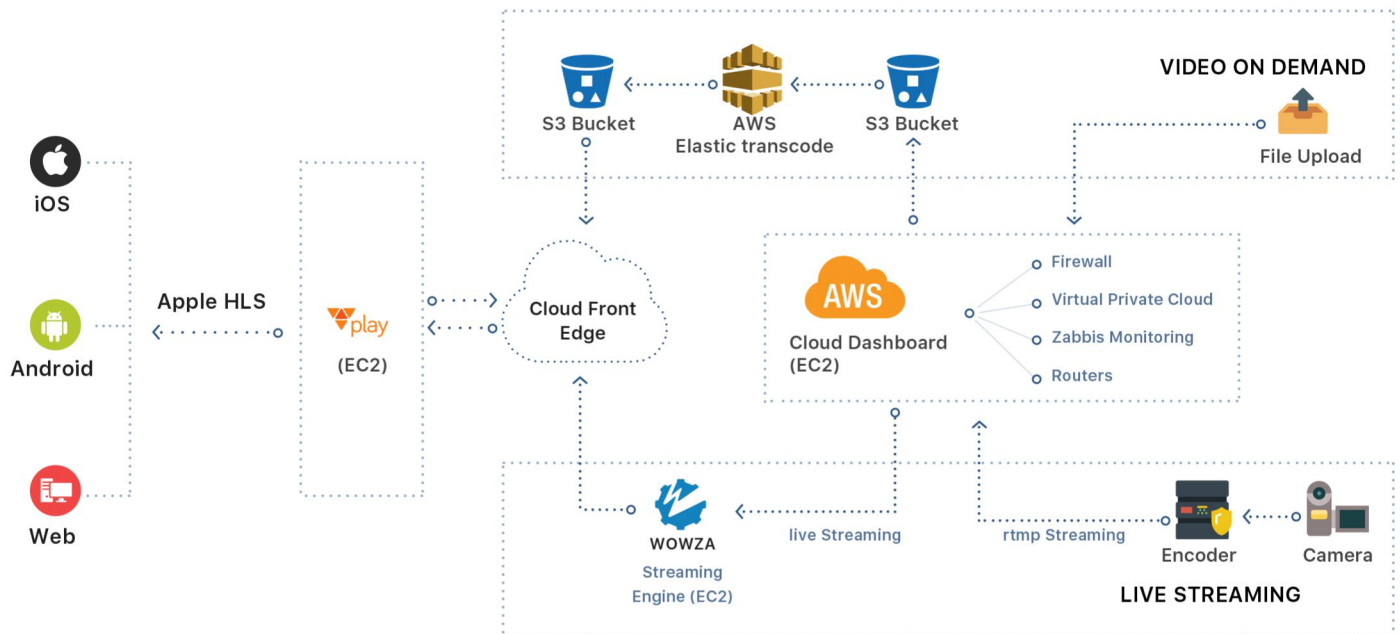 VIDEO ON DEMAND
S3 Bucket
AWS
Elastic transcode
S3 Bucket
File Upload
iOS
Android
Web
Apple HLS
play
(EC2)
Cloud Front
Edge
AWS
Cloud Dashboard
(EC2)
Firewall
Virtual Private Cloud
Zabbis Monitoring
Routers
WOWZA
Streaming
Engine (EC2)
live Streaming
rtmp Streaming
Encoder
Camera
LIVE STREAMING